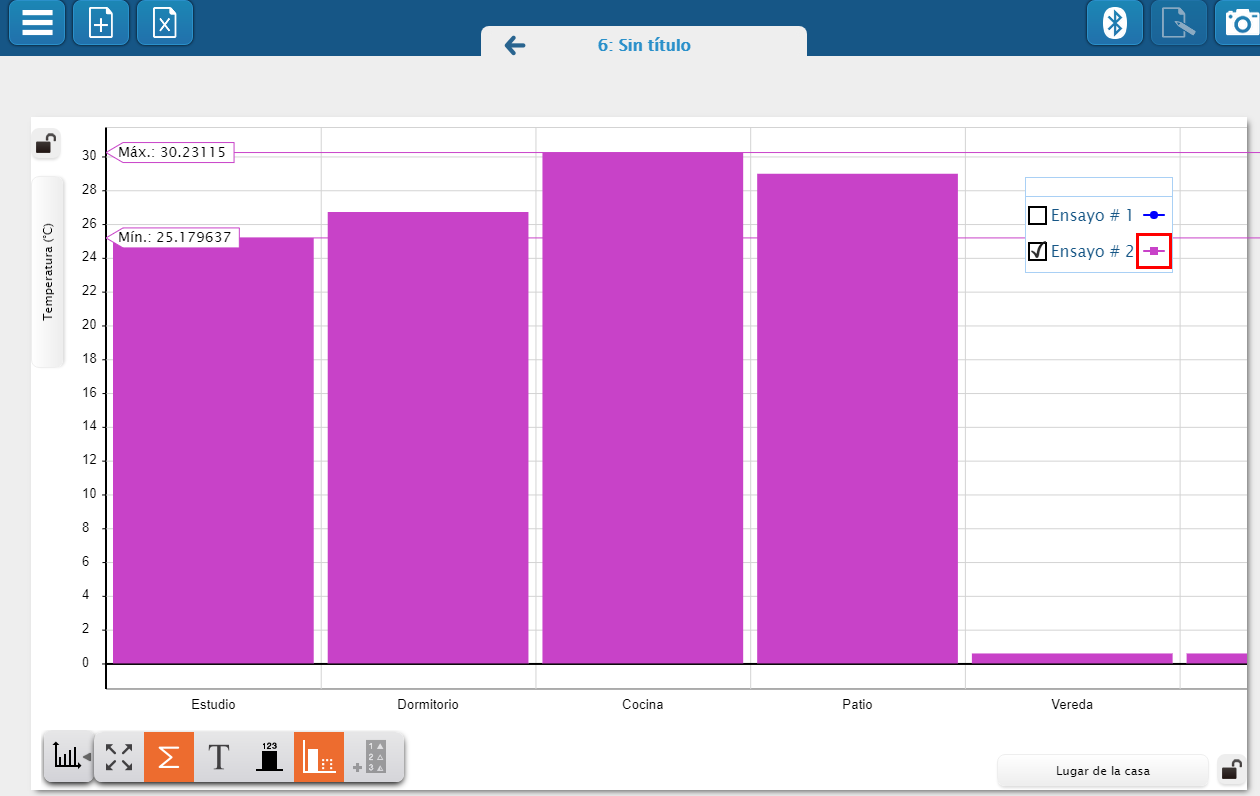 6: Sin título
Temperatura (°C)
30
28
26
24
22
20
18
16
14
12
10
8
6
4
2
0
Máx.: 30.23115
Mín.: 25.179637
Ensayo # 1
Ensayo # 2
Estudio
Dormitorio
Cocina
Patio
Vereda
Σ
T
123
1
2
3
Lugar de la casa